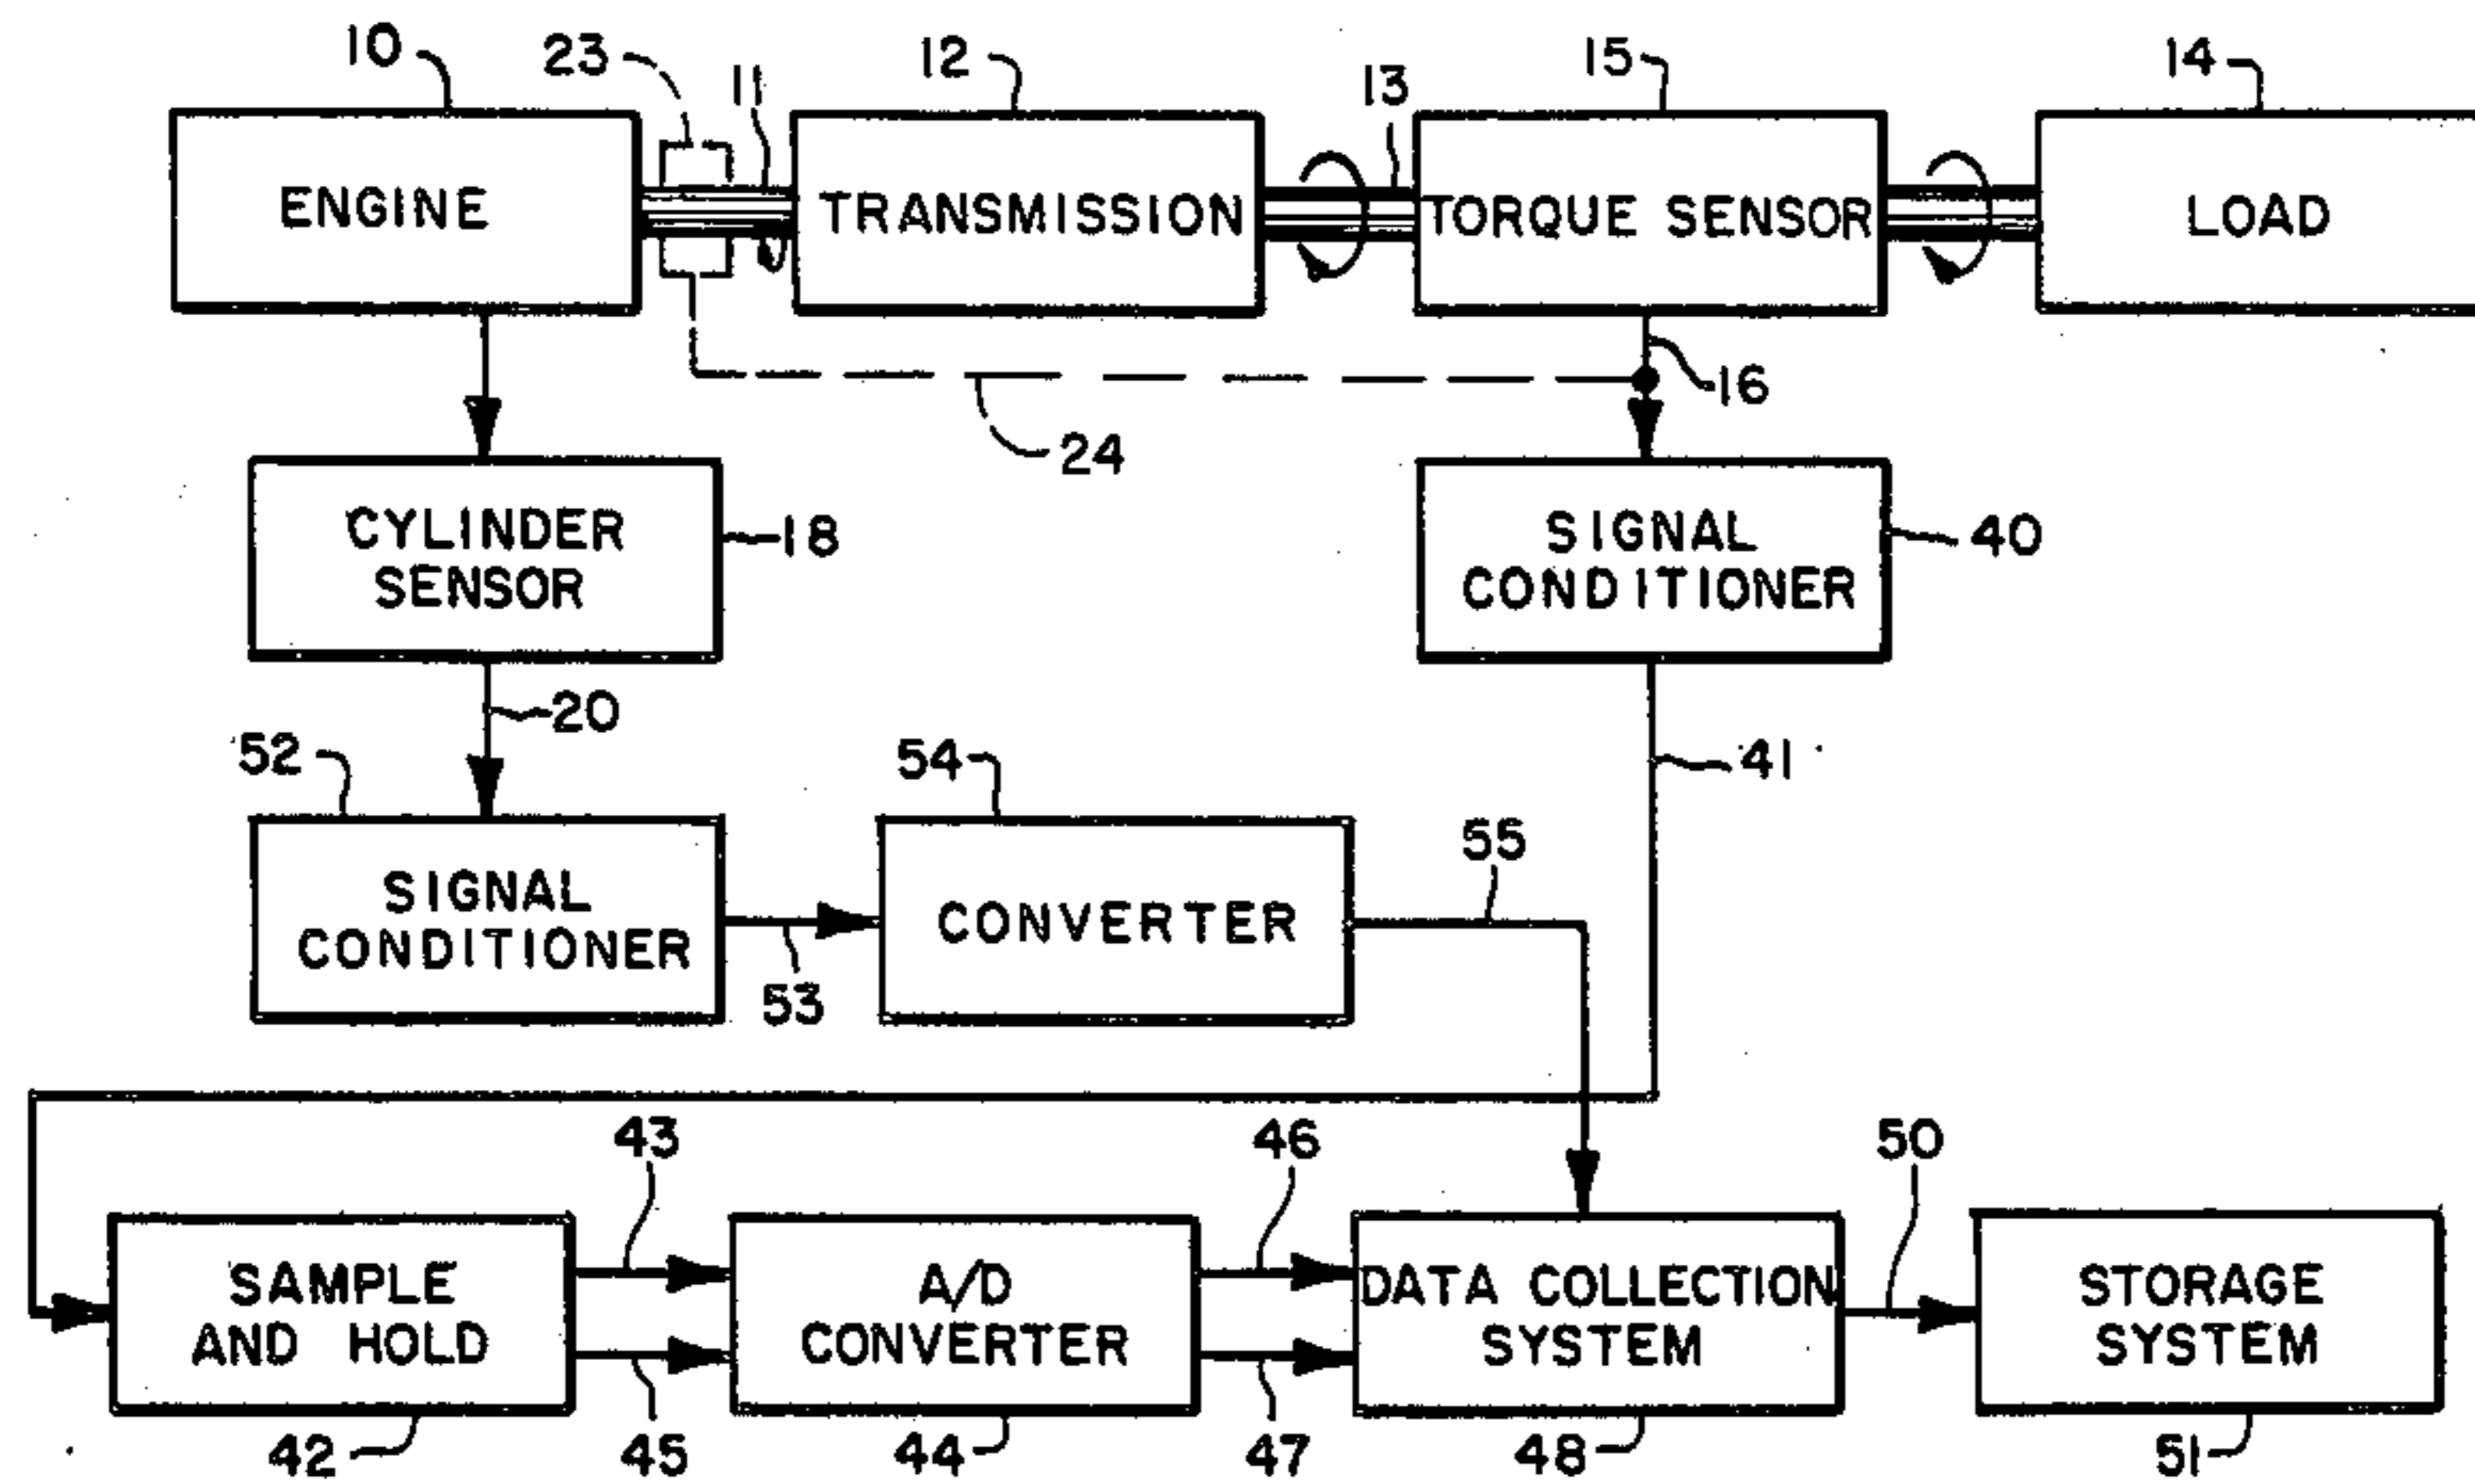 10
23
11
12
13
15
14
ENGINE
TRANSMISSION
TORQUE SENSOR
LOAD
16
24
CYLINDER
SENSOR
18
SIGNAL
CONDITIONER
40
20
52
54
41
55
SIGNAL
CONDITIONER
53
CONVERTER
43
46
50
SAMPLE
AND HOLD
A/D
CONVERTER
DATA COLLECTION
SYSTEM
STORAGE
SYSTEM
42
45
44
47
48
51